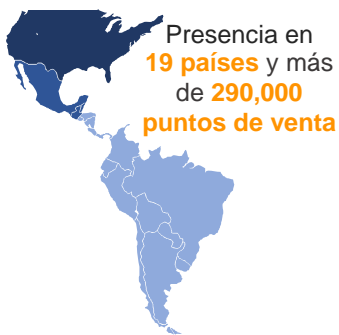 Presencia en
19 países y más
de 290,000
puntos de venta